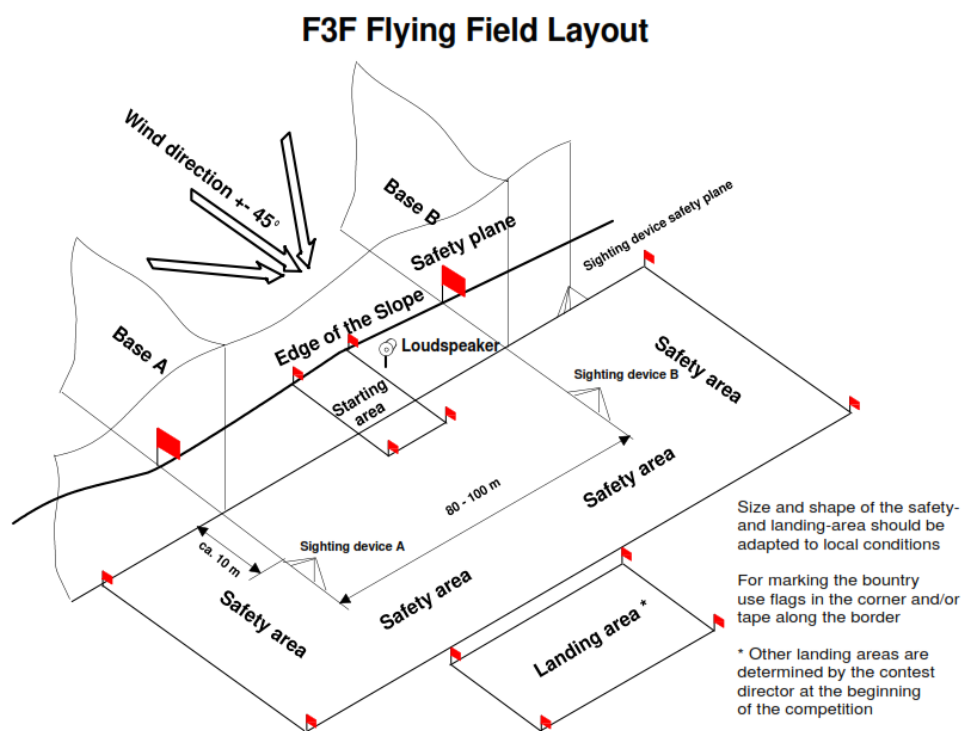 F3F Flying Field Layout
Wind direction +- 45°
Base B
Safety plane
Sighting device safety plane
Base A
Edge of the Slope
Loudspeaker
Starting
area
Sighting device B
Safety area
80 - 100 m
Safety area
ca. 10 m
Sighting device A
Safety area
Safety area
Landing area *
Size and shape of the safety-
and landing-area should be
adapted to local conditions
For marking the bountry
use flags in the corner and/or
tape along the border
* Other landing areas are
determined by the contest
director at the beginning
of the competition